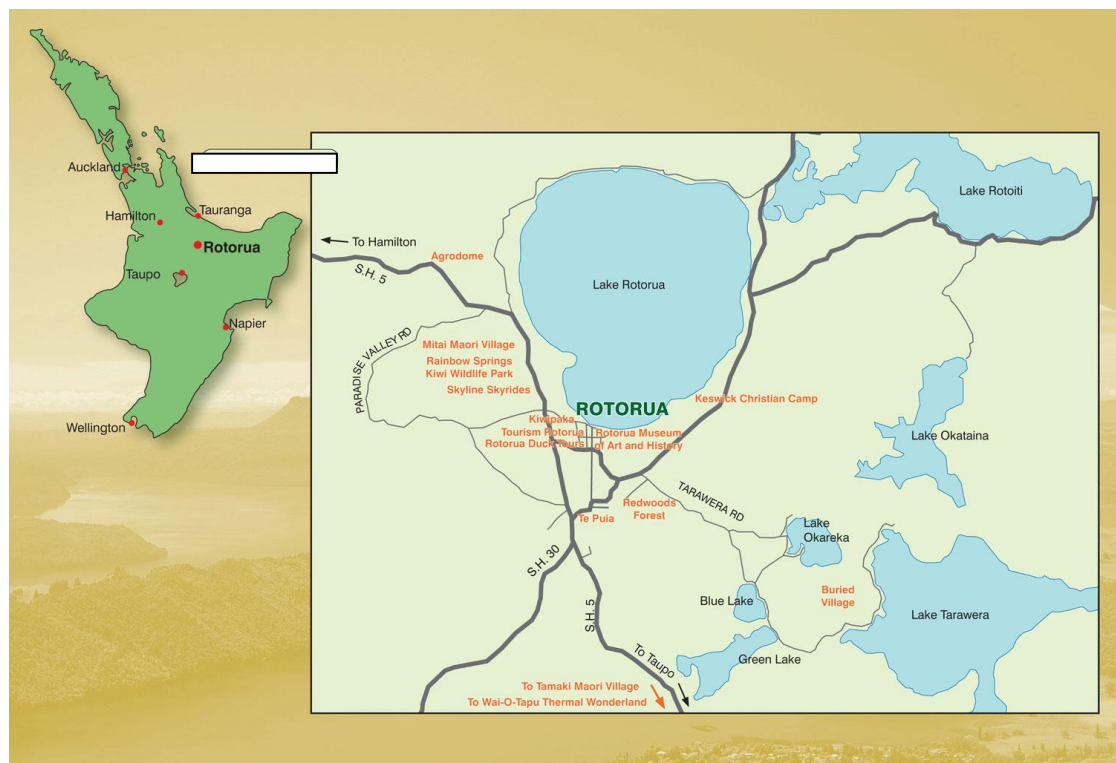 Auckland
Hamilton
Tauranga
Rotorua
Taupo
Napier
Wellington
To Hamilton
S.H. 5
Agrodome
Lake Rotorua
Lake Rotoiti
PARADISE VALLEY RD
Mitai Maori Village
Rainbow Springs
Kiwi Wildlife Park
Skyline Skyrides
ROTORUA
Keswick Christian Camp
Kiwipaka
Tourism Rotorua
Rotorua Duck Tours
Rotorua Museum
of Art and History
Lake Okataina
TARAWERA RD
Redwoods
Forest
Te Puia
Lake
Okareka
S.H. 30
S.H. 5
Blue Lake
Buried
Village
Lake Tarawera
Green Lake
To Taupo
To Tamaki Maori Village
To Wai-O-Tapu Thermal Wonderland